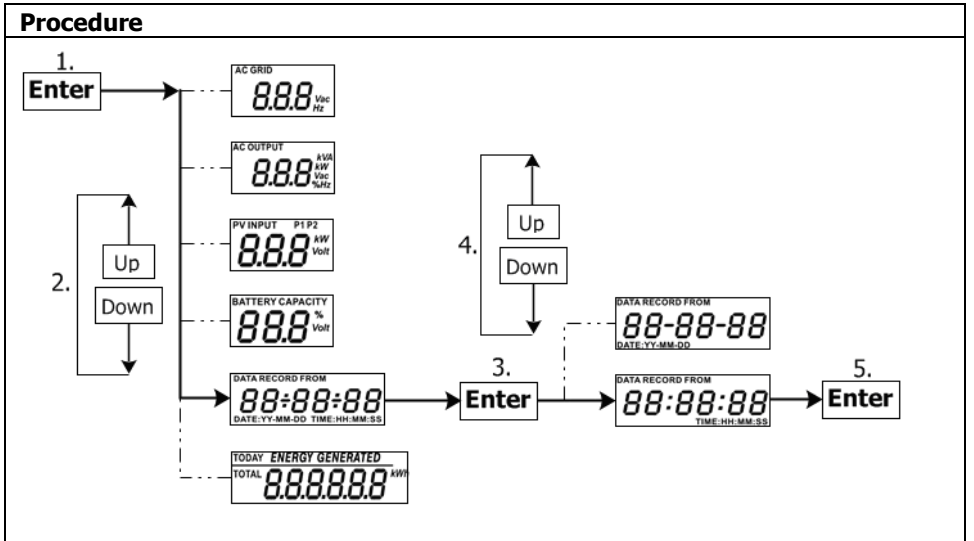 Procedure
1.
Enter
AC GRID
8.8.8 Vac
Hz
AC OUTPUT
8.8.8 kVA
kW
Vac
%Hz
2.
Up
Down
PV INPUT P1 P2
8.8.8 kW
Volt
BATTERY CAPACITY
8.8.8 %
Volt
DATA RECORD FROM
88÷88÷88
DATE:YY-MM-DD TIME:HH:MM:SS
TODAY ENERGY GENERATED
TOTAL 8.8.8.8.8.8 kWh
3.
Enter
4.
Up
Down
DATA RECORD FROM
88-88-88
DATE:YY-MM-DD
DATA RECORD FROM
88:88:88
TIME:HH:MM:SS
5.
Enter